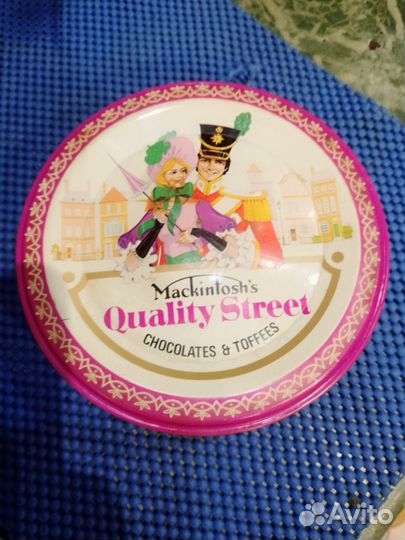 Mackintosh's
Quality Street
CHOCOLATES & TOFFEES
Avito